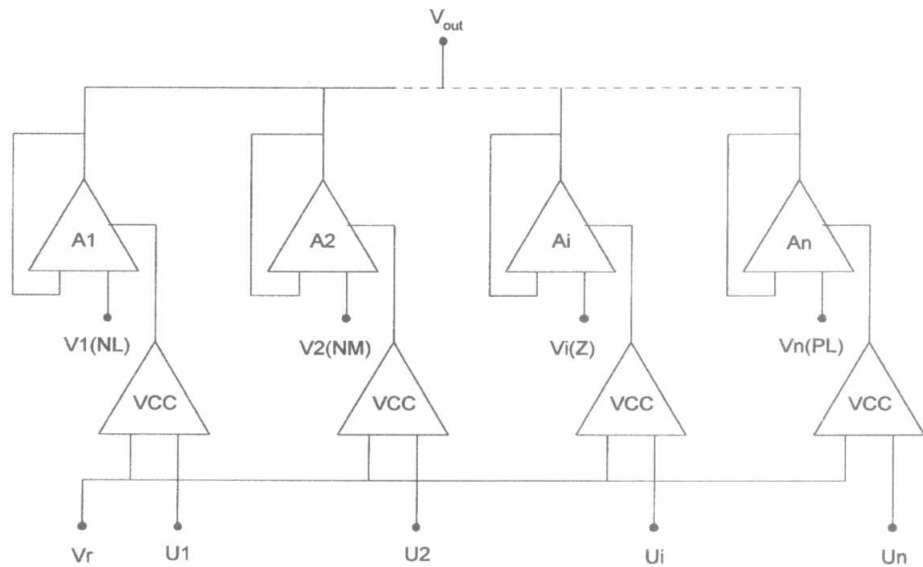 Vout
A1 A2 Ai An
V1(NL) V2(NM) Vi(Z) Vn(PL)
VCC VCC VCC VCC
Vr U1 U2 Ui Un